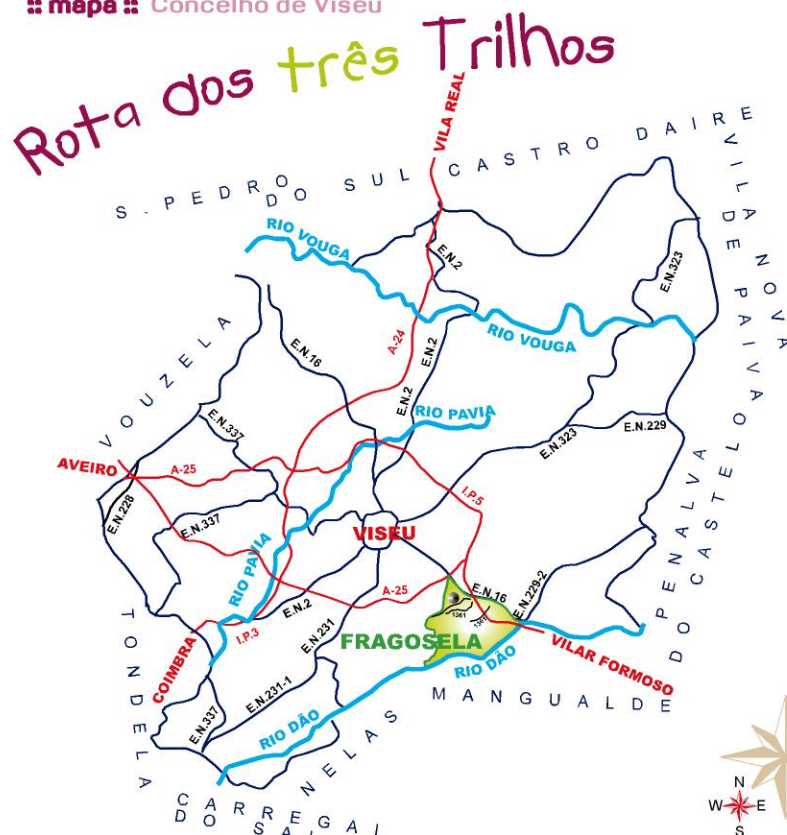 :: mapa :: Concelho de Viseu
Rota dos três Trilhos
VILA REAL
S. PEDRO DO SUL
CASTRO DAIRE
VILA NOVA DE PAIVA
RIO VOUGA
E.N.2
E.N.323
A-24
RIO VOUGA
E.N.16
E.N.2
VOUZELA
E.N.2
RIO PAVIA
E.N.337
E.N.323
E.N.229
AVEIRO
A-25
I.P.5
PENALVA DO CASTELO
E.N.228
E.N.337
VISEU
RIO PAVIA
A-25
E.N.16
E.N.229-2
1361
1361
E.N.2
I.P.3
E.N.231
FRAGOSELA
RIO DÃO
VILAR FORMOSO
TONDELA
COIMBRA
E.N.231-1
MANGUALDE
E.N.337
RIO DÃO
NELAS
CARREGAL
DO SAL
N
W E
S